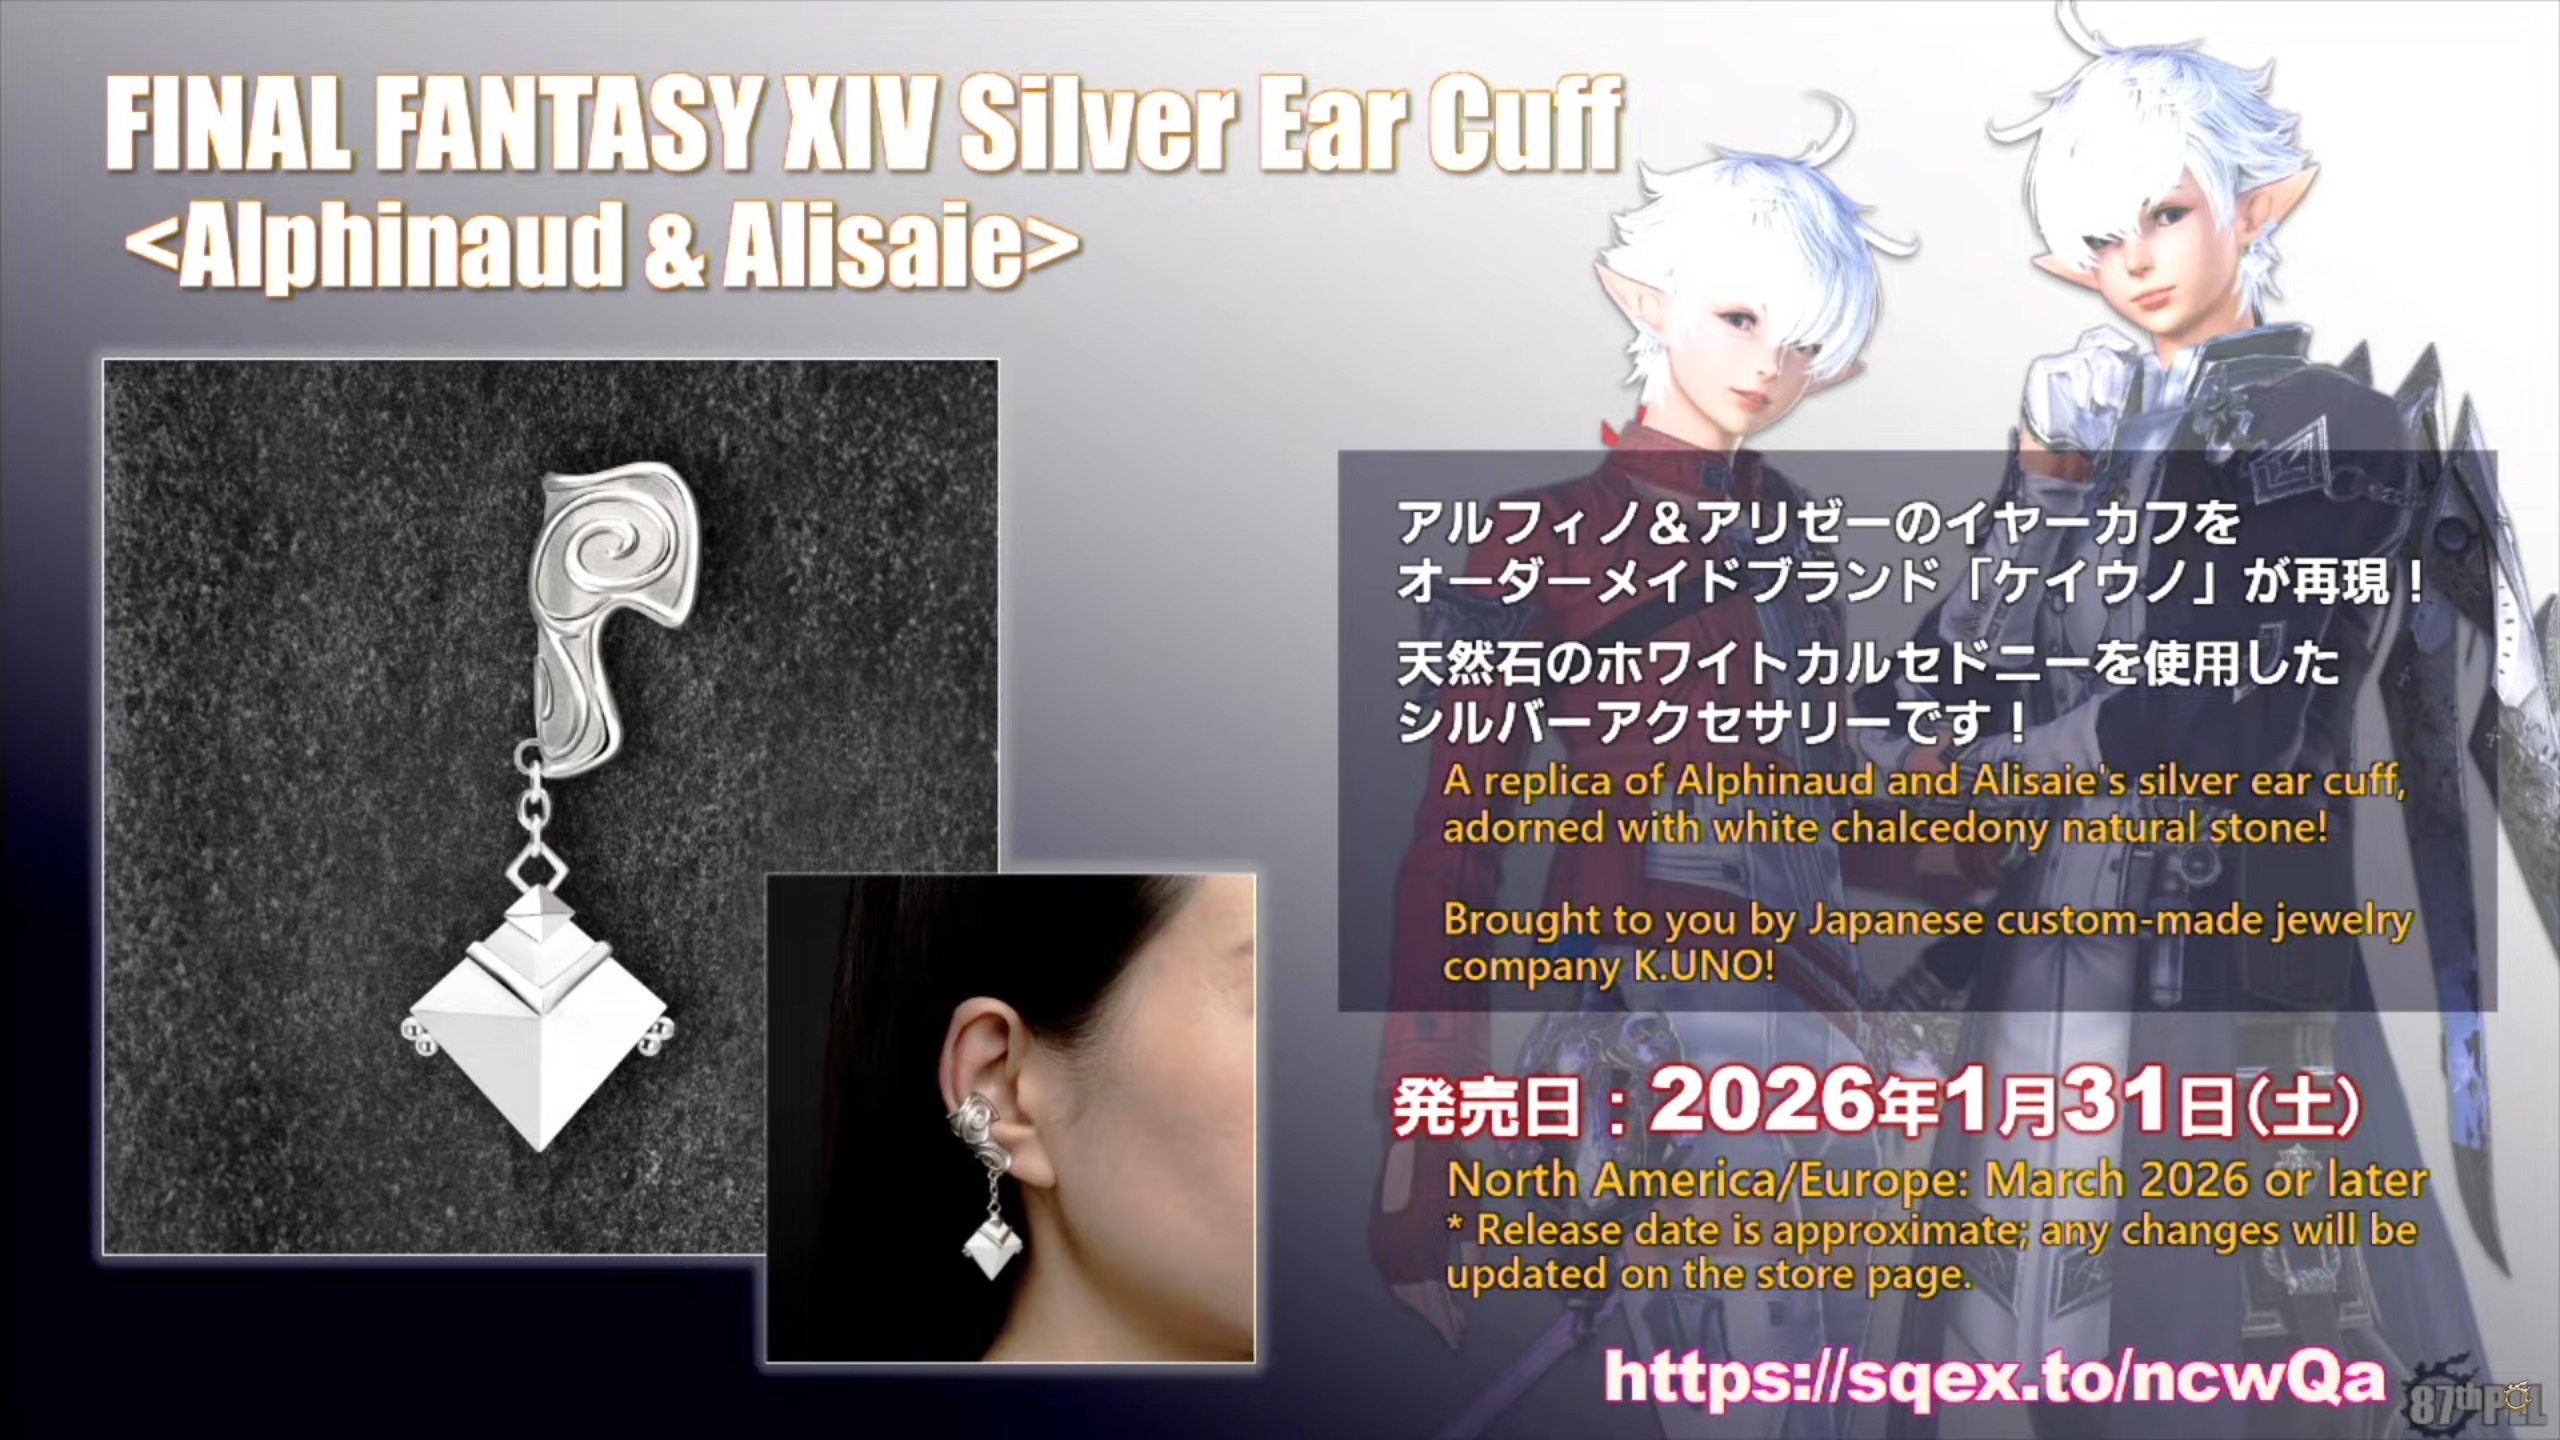 FINAL FANTASY XIV Silver Ear Cuff
<Alphinaud & Alisaie>
アルフィノ＆アリゼーのイヤーカフを
オーダーメイドブランド「ケイウノ」が再現！
天然石のホワイトカルセドニーを使用した
シルバーアクセサリーです！
A replica of Alphinaud and Alisaie's silver ear cuff,
adorned with white chalcedony natural stone!
Brought to you by Japanese custom-made jewelry
company K.UNO!
発売日：2026年1月31日（土）
North America/Europe: March 2026 or later
* Release date is approximate; any changes will be
updated on the store page.
https://sqex.to/ncwQa
87thPLL